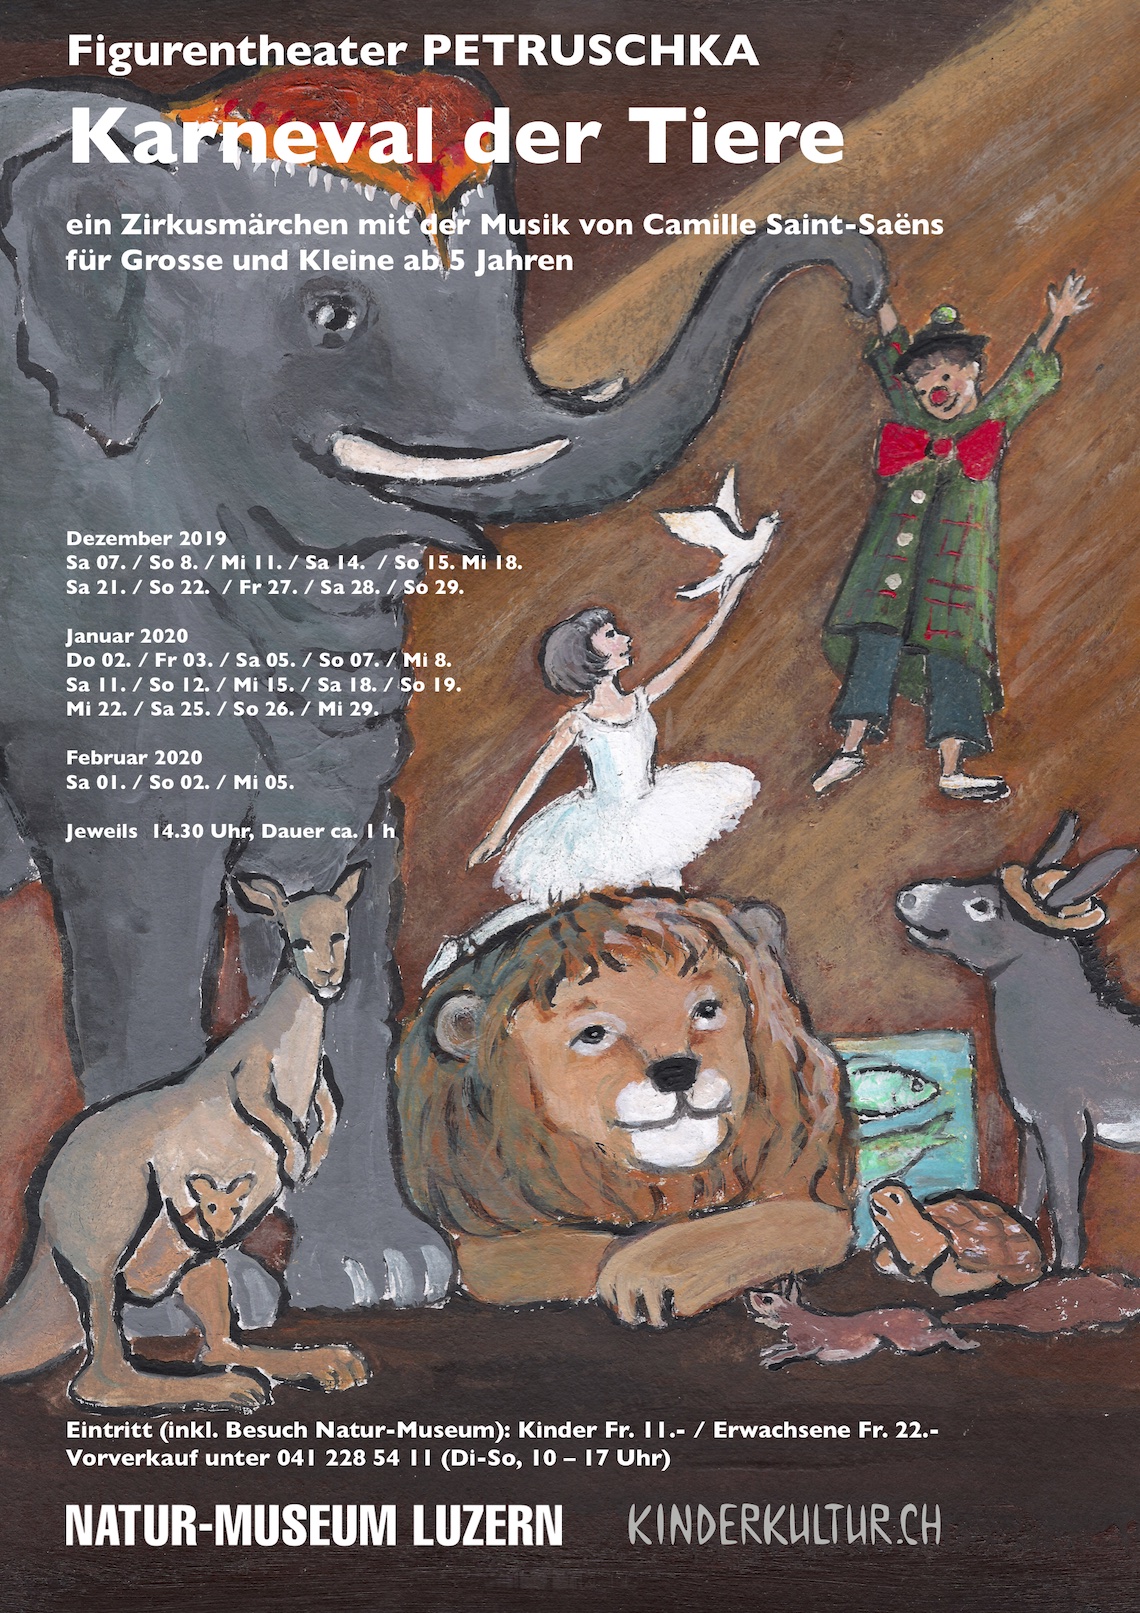 Figurentheater PETRUSCHKA
Karneval der Tiere
ein Zirkusmärchen mit der Musik von Camille Saint-Saëns
für Grosse und Kleine ab 5 Jahren
Dezember 2019
Sa 07. / So 8. / Mi 11. / Sa 14. / So 15. Mi 18.
Sa 21. / So 22. / Fr 27. / Sa 28. / So 29.
Januar 2020
Do 02. / Fr 03. / Sa 05. / So 07. / Mi 8.
Sa 11. / So 12. / Mi 15. / Sa 18. / So 19.
Mi 22. / Sa 25. / So 26. / Mi 29.
Februar 2020
Sa 01. / So 02. / Mi 05.
Jeweils 14.30 Uhr, Dauer ca. 1 h
Eintritt (inkl. Besuch Natur-Museum): Kinder Fr. 11.- / Erwachsene Fr. 22.-
Vorverkauf unter 041 228 54 11 (Di-So, 10 – 17 Uhr)
NATUR-MUSEUM LUZERN KINDERKULTUR.CH